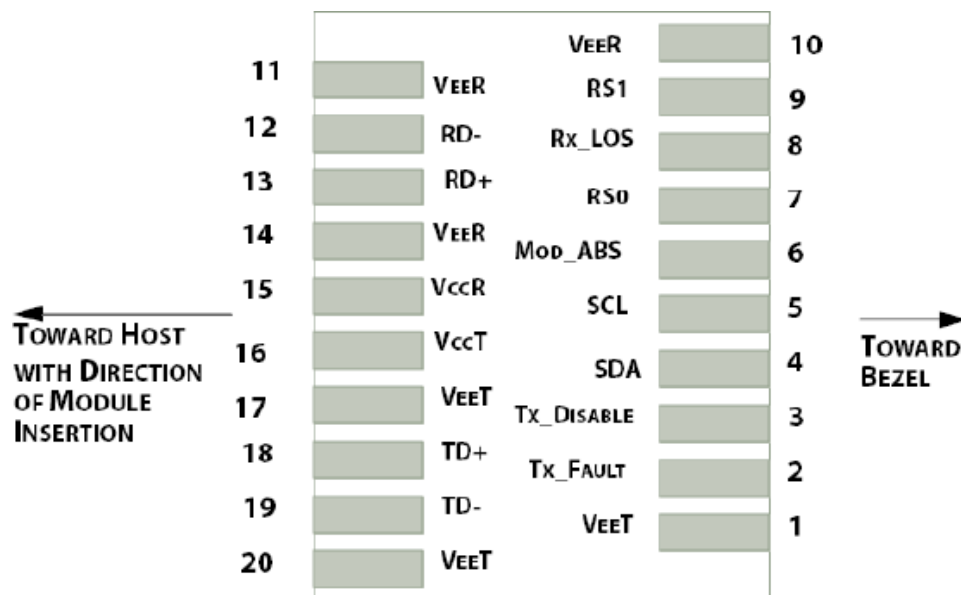 VEER 10
11 VEER
RS1 9
12 RD-
Rx_LOS 8
13 RD+
RS0 7
14 VEER
MOD_ABS 6
15 VCCR
SCL 5
16 VCCT
SDA 4
17 VEET
TX_DISABLE 3
18 TD+
TX_FAULT 2
19 TD-
VEET 1
20 VEET
TOWARD HOST
WITH DIRECTION
OF MODULE
INSERTION
TOWARD
BEZEL